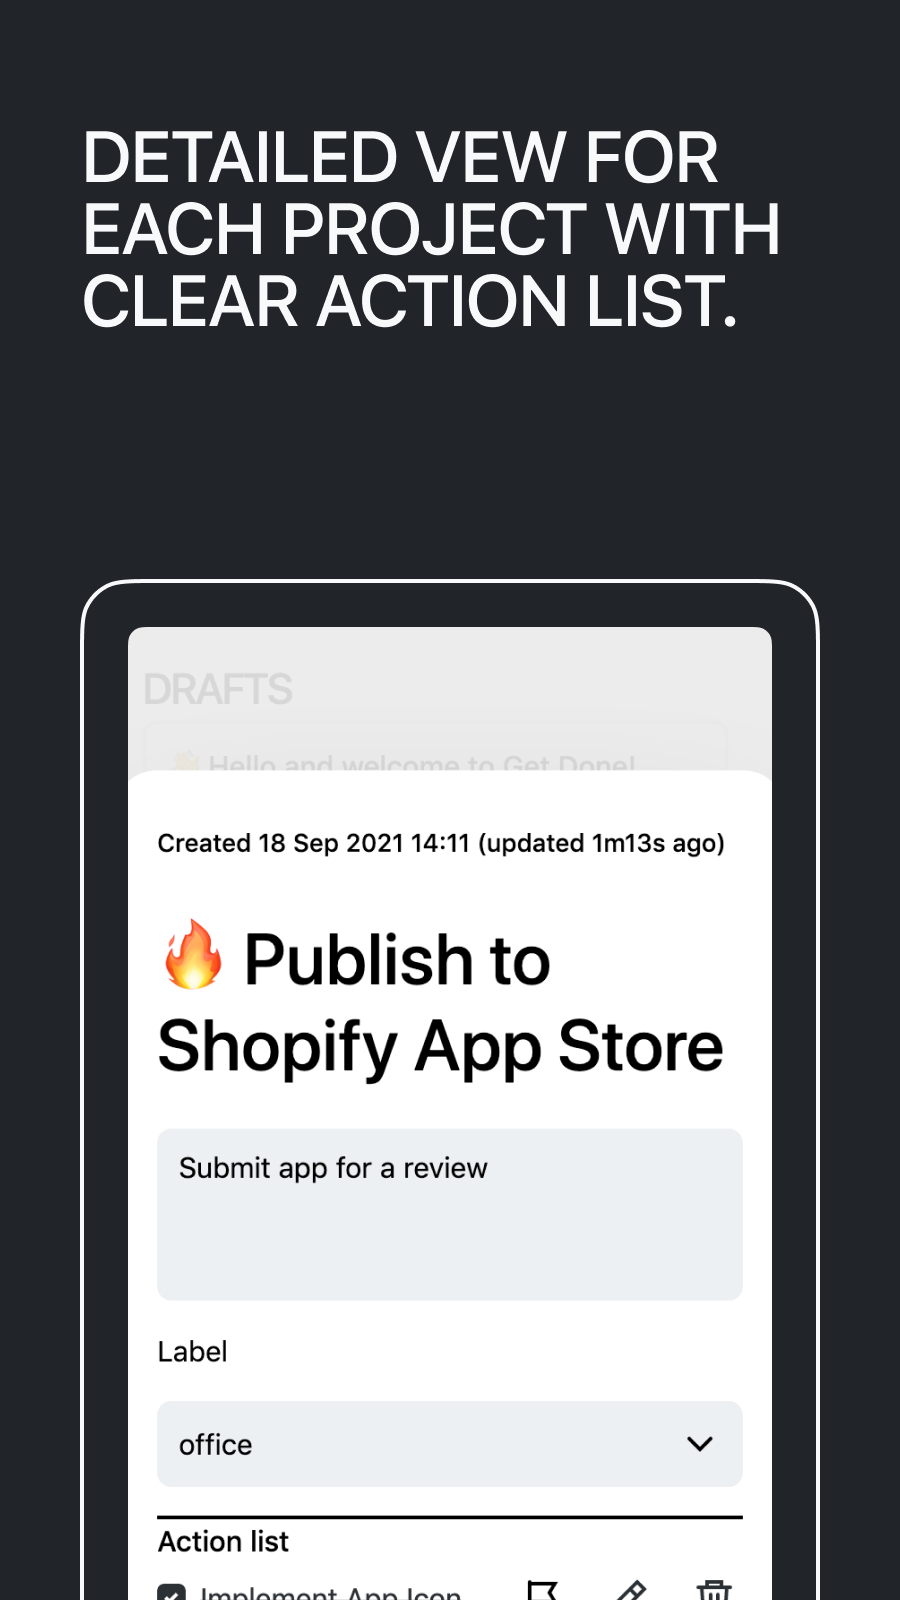 DETAILED VEW FOR
EACH PROJECT WITH
CLEAR ACTION LIST.
DRAFTS
Hello and welcome to Get Done!
Created 18 Sep 2021 14:11 (updated 1m13s ago)
🔥 Publish to
Shopify App Store
Submit app for a review
Label
office
Action list
Implement App Icon